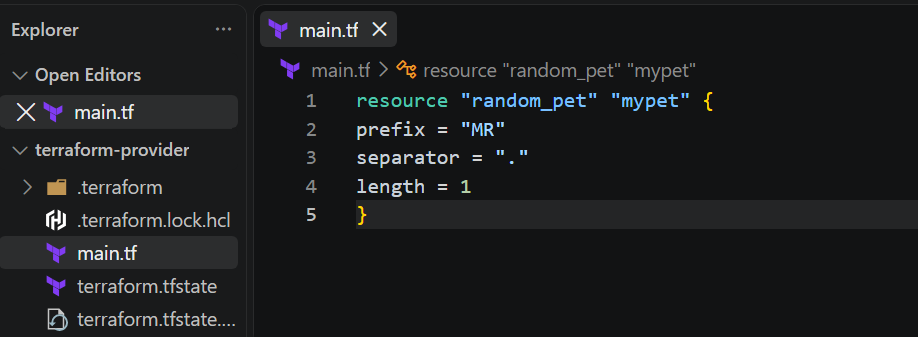 Explorer ...
Open Editors
main.tf
terraform-provider
.terraform
.terraform.lock.hcl
main.tf
terraform.tfstate
terraform.tfstate....
main.tf
main.tf > resource "random_pet" "mypet"
1 resource "random_pet" "mypet" {
2 prefix = "MR"
3 separator = "."
4 length = 1
5 }